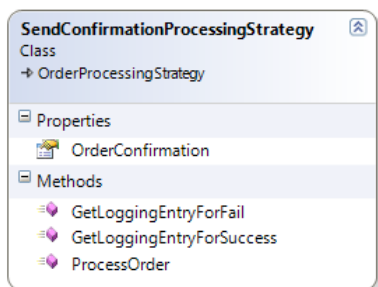 SendConfirmationProcessingStrategy
Class
OrderProcessingStrategy
Properties
OrderConfirmation
Methods
GetLoggingEntryForFail
GetLoggingEntryForSuccess
ProcessOrder